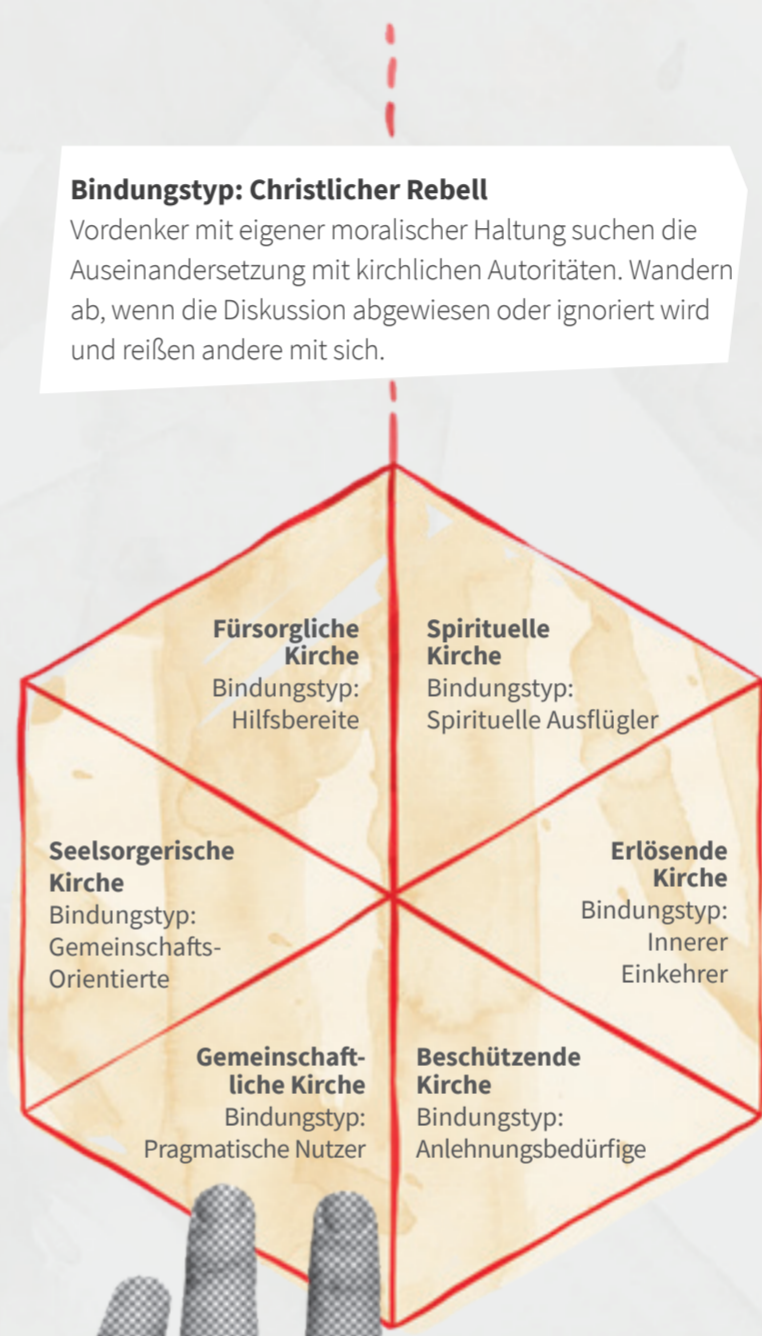 Bindungstyp: Christlicher Rebell
Vordenker mit eigener moralischer Haltung suchen die
Auseinandersetzung mit kirchlichen Autoritäten. Wandern
ab, wenn die Diskussion abgewiesen oder ignoriert wird
und reißen andere mit sich.
Fürsorgliche
Kirche
Bindungstyp:
Hilfsbereite
Spirituelle
Kirche
Bindungstyp:
Spirituelle Ausflügler
Seelsorgerische
Kirche
Bindungstyp:
Gemeinschafts-
Orientierte
Erlösende
Kirche
Bindungstyp:
Innerer
Einkehrer
Gemeinschaft-
liche Kirche
Bindungstyp:
Pragmatische Nutzer
Beschützende
Kirche
Bindungstyp:
Anlehnungsbedürfige